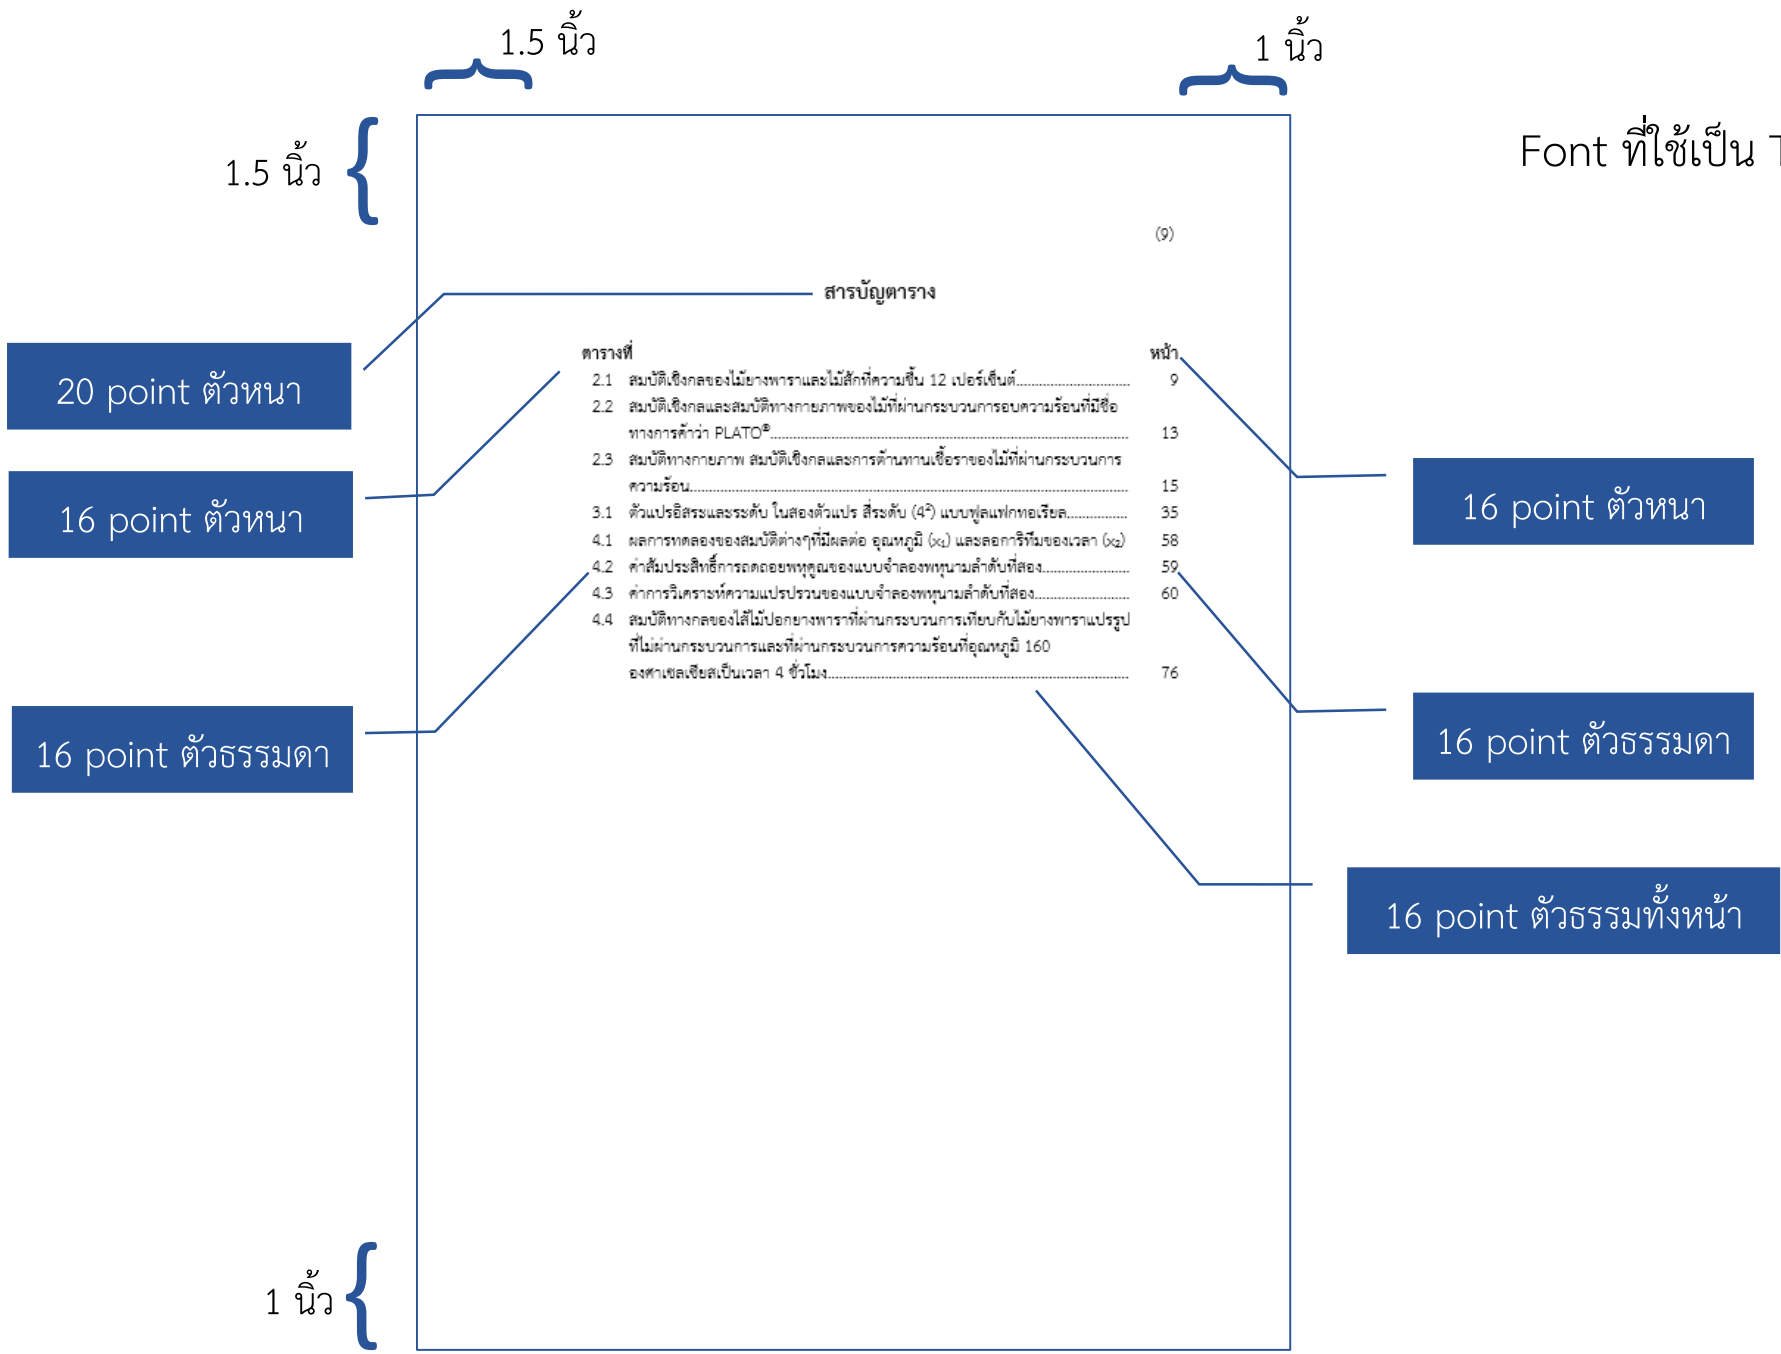 1.5 นิ้ว
1 นิ้ว
1.5 นิ้ว
Font ที่ใช้เป็น T
(9)
สารบัญตาราง
ตารางที่ หน้า
2.1 สมบัติเชิงกลของไม้ยางพาราและไม้สักที่ความชื้น 12 เปอร์เซ็นต์ 9
2.2 สมบัติเชิงกลและสมบัติทางกายภาพของไม้ที่ผ่านกระบวนการอบความร้อนที่มีชื่อ
ทางการค้าว่า PLATO® 13
2.3 สมบัติทางกายภาพ สมบัติเชิงกลและการต้านทานเชื้อราของไม้ที่ผ่านกระบวนการ
ความร้อน 15
3.1 ตัวแปรอิสระและระดับ ในสองตัวแปร สี่ระดับ (4²) แบบฟูลแฟกทอเรียล 35
4.1 ผลการทดลองของสมบัติต่างๆที่มีผลต่อ อุณหภูมิ (x₁) และลอการิทึมของเวลา (x₂) 58
4.2 ค่าสัมประสิทธิ์การถดถอยพหุคูณของแบบจำลองพหุนามลำดับที่สอง 59
4.3 ค่าการวิเคราะห์ความแปรปรวนของแบบจำลองพหุนามลำดับที่สอง 60
4.4 สมบัติทางกลของไส้ไม้ปอกยางพาราที่ผ่านกระบวนการเทียบกับไม้ยางพาราแปรรูป
ที่ไม่ผ่านกระบวนการและที่ผ่านกระบวนการความร้อนที่อุณหภูมิ 160
องศาเซลเซียสเป็นเวลา 4 ชั่วโมง 76
20 point ตัวหนา
16 point ตัวหนา
16 point ตัวธรรมดา
16 point ตัวหนา
16 point ตัวธรรมดา
16 point ตัวธรรมทั้งหน้า
1 นิ้ว